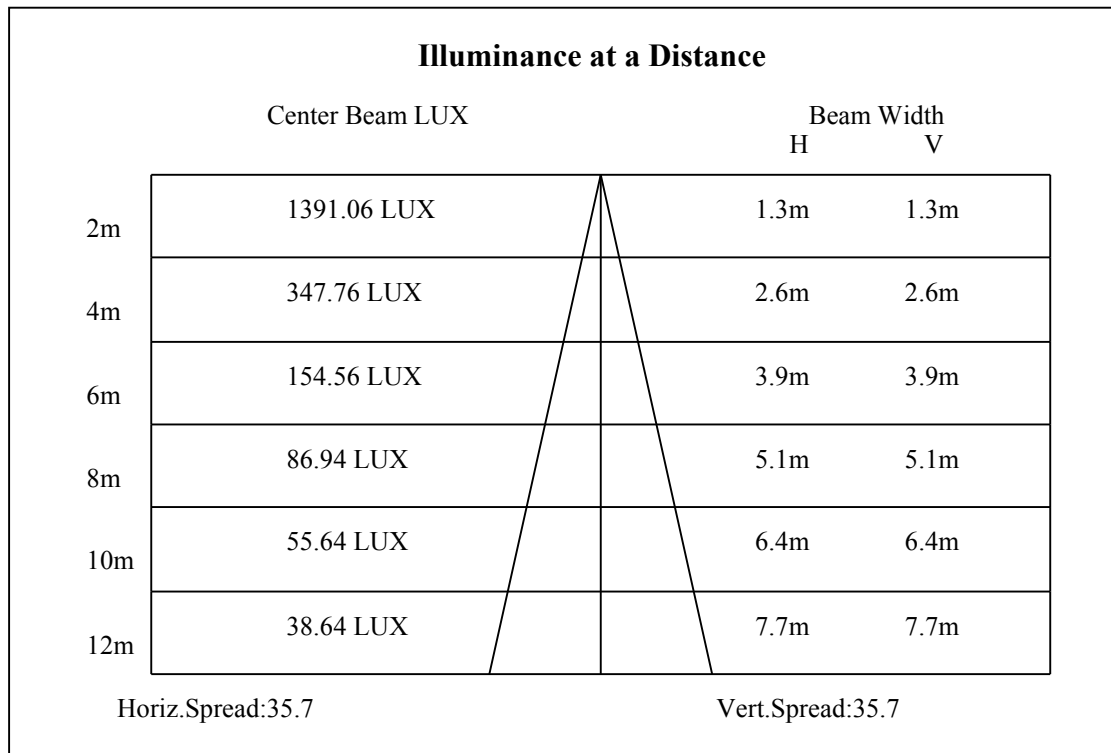 Illuminance at a Distance
Center Beam LUX Beam Width
H V
2m 1391.06 LUX 1.3m 1.3m
4m 347.76 LUX 2.6m 2.6m
6m 154.56 LUX 3.9m 3.9m
8m 86.94 LUX 5.1m 5.1m
10m 55.64 LUX 6.4m 6.4m
12m 38.64 LUX 7.7m 7.7m
Horiz.Spread:35.7 Vert.Spread:35.7